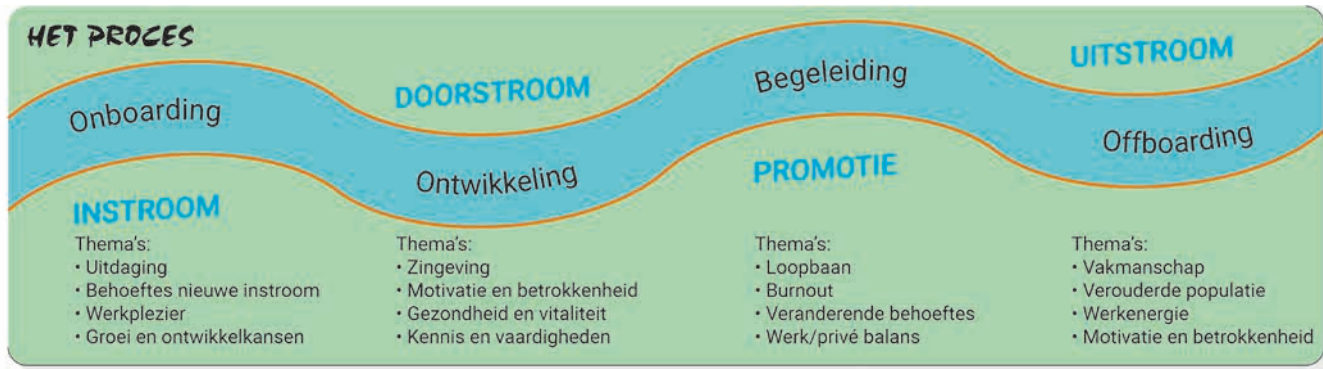 HET PROCES
Onboarding
INSTROOM
Thema's:
• Uitdaging
• Behoeftes nieuwe instroom
• Werkplezier
• Groei en ontwikkelkansen
DOORSTROOM
Ontwikkeling
Thema's:
• Zingeving
• Motivatie en betrokkenheid
• Gezondheid en vitaliteit
• Kennis en vaardigheden
Begeleiding
PROMOTIE
Thema's:
• Loopbaan
• Burnout
• Veranderende behoeftes
• Werk/privé balans
UITSTROOM
Offboarding
Thema's:
• Vakmanschap
• Verouderde populatie
• Werkenergie
• Motivatie en betrokkenheid